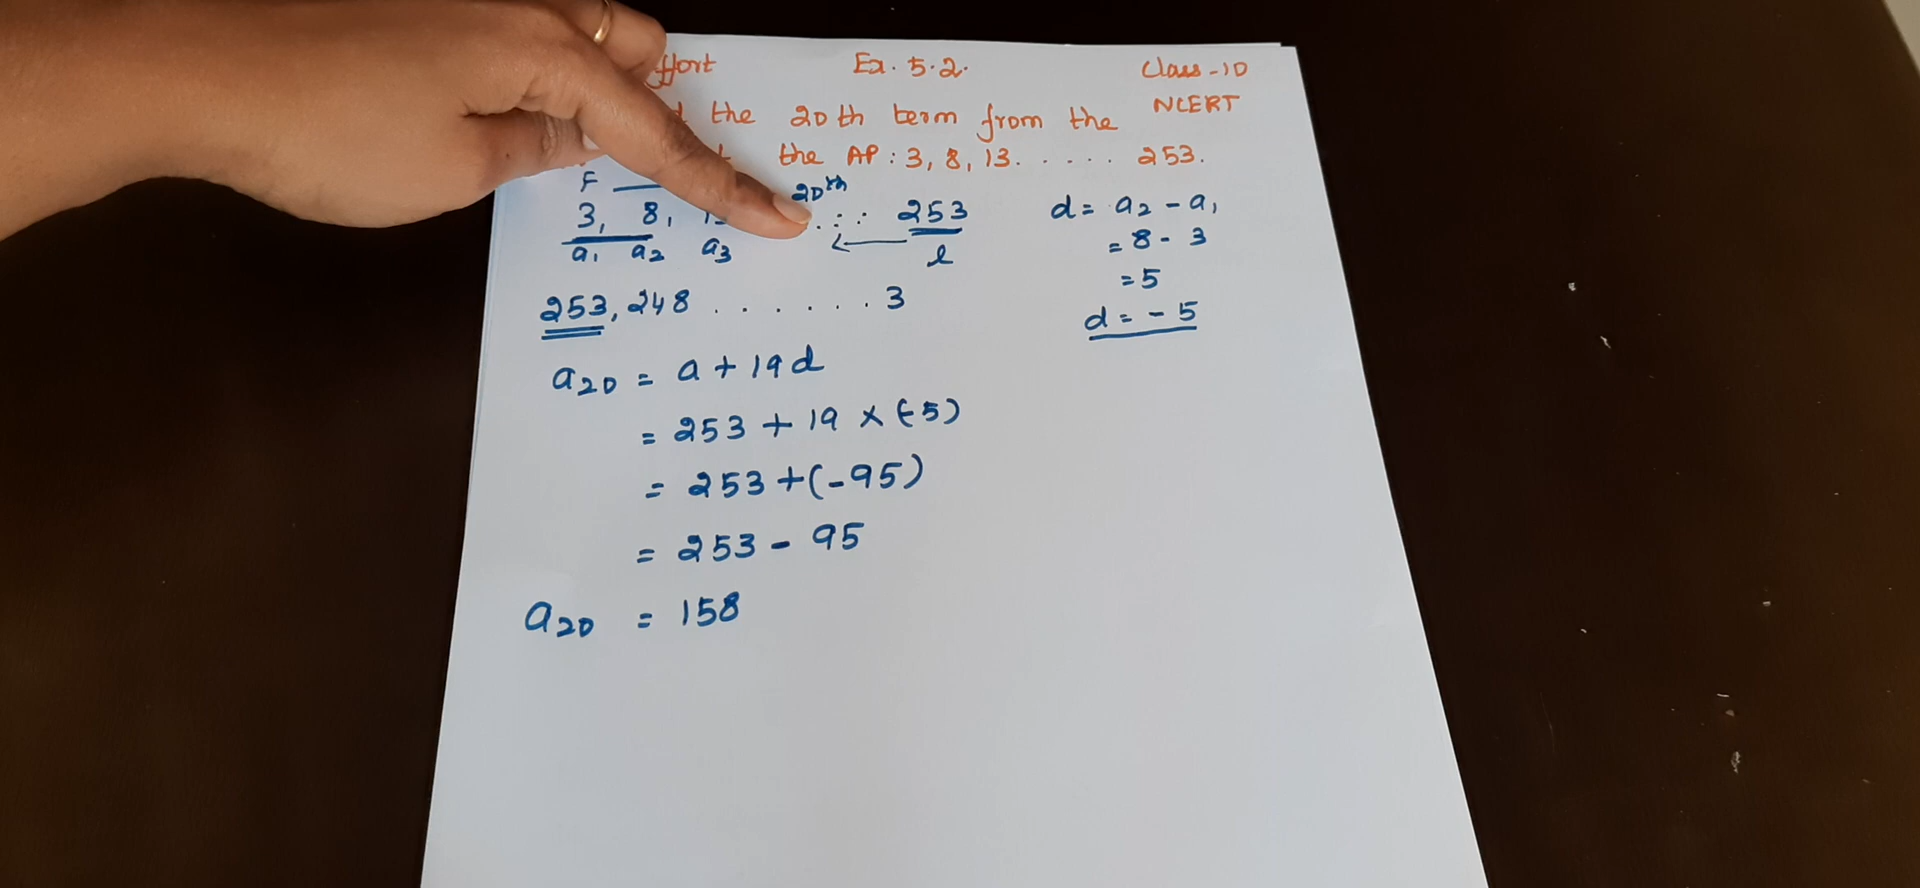 Ex. 5.2.
Class-10
NCERT
the 20th term from the
the AP : 3, 8, 13. . . . . 253.
F
20th
3, 8, . : : 253
a1 a2 a3 l
253, 248 . . . . . . . 3
d = a2 - a1
= 8 - 3
= 5
d = - 5
a20 = a + 19d
= 253 + 19 × (-5)
= 253 + (-95)
= 253 - 95
a20 = 158